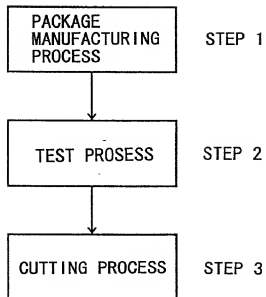 PACKAGE
MANUFACTURING
PROCESS
STEP 1
TEST PROSESS
STEP 2
CUTTING PROCESS
STEP 3